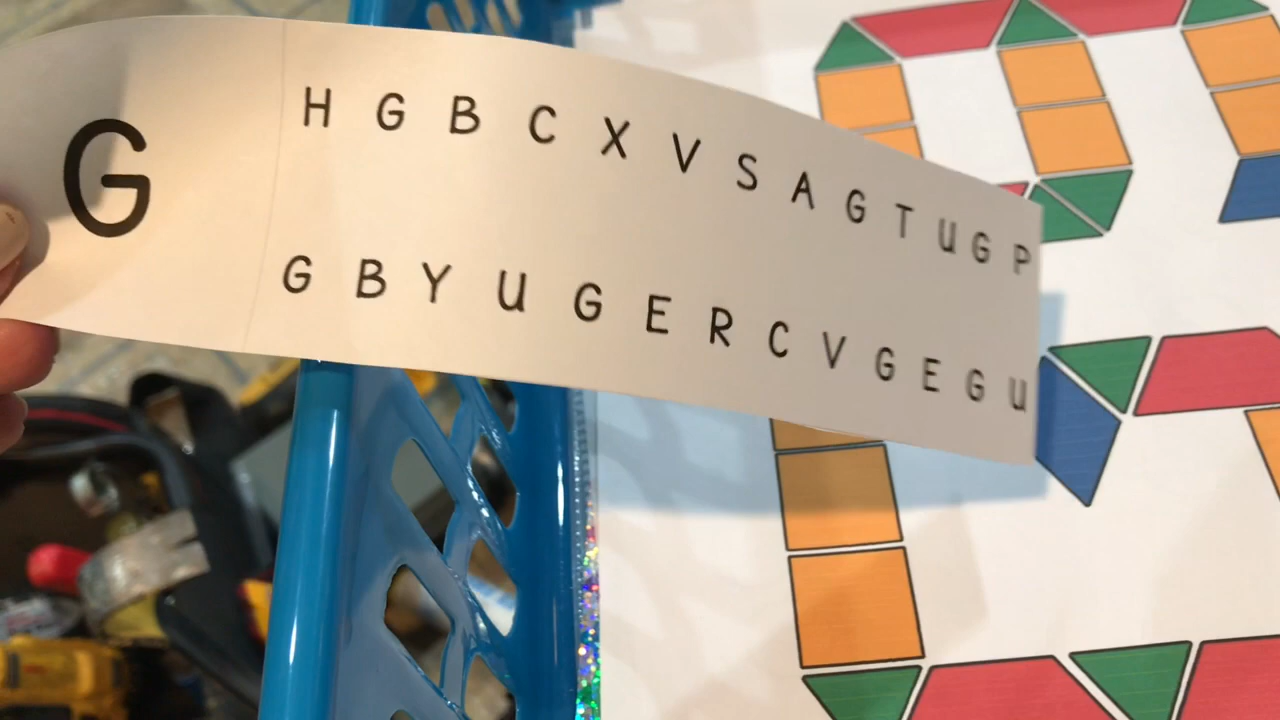 G
H G B C X V S A G T U G P
G B Y U G E R C V G E G U